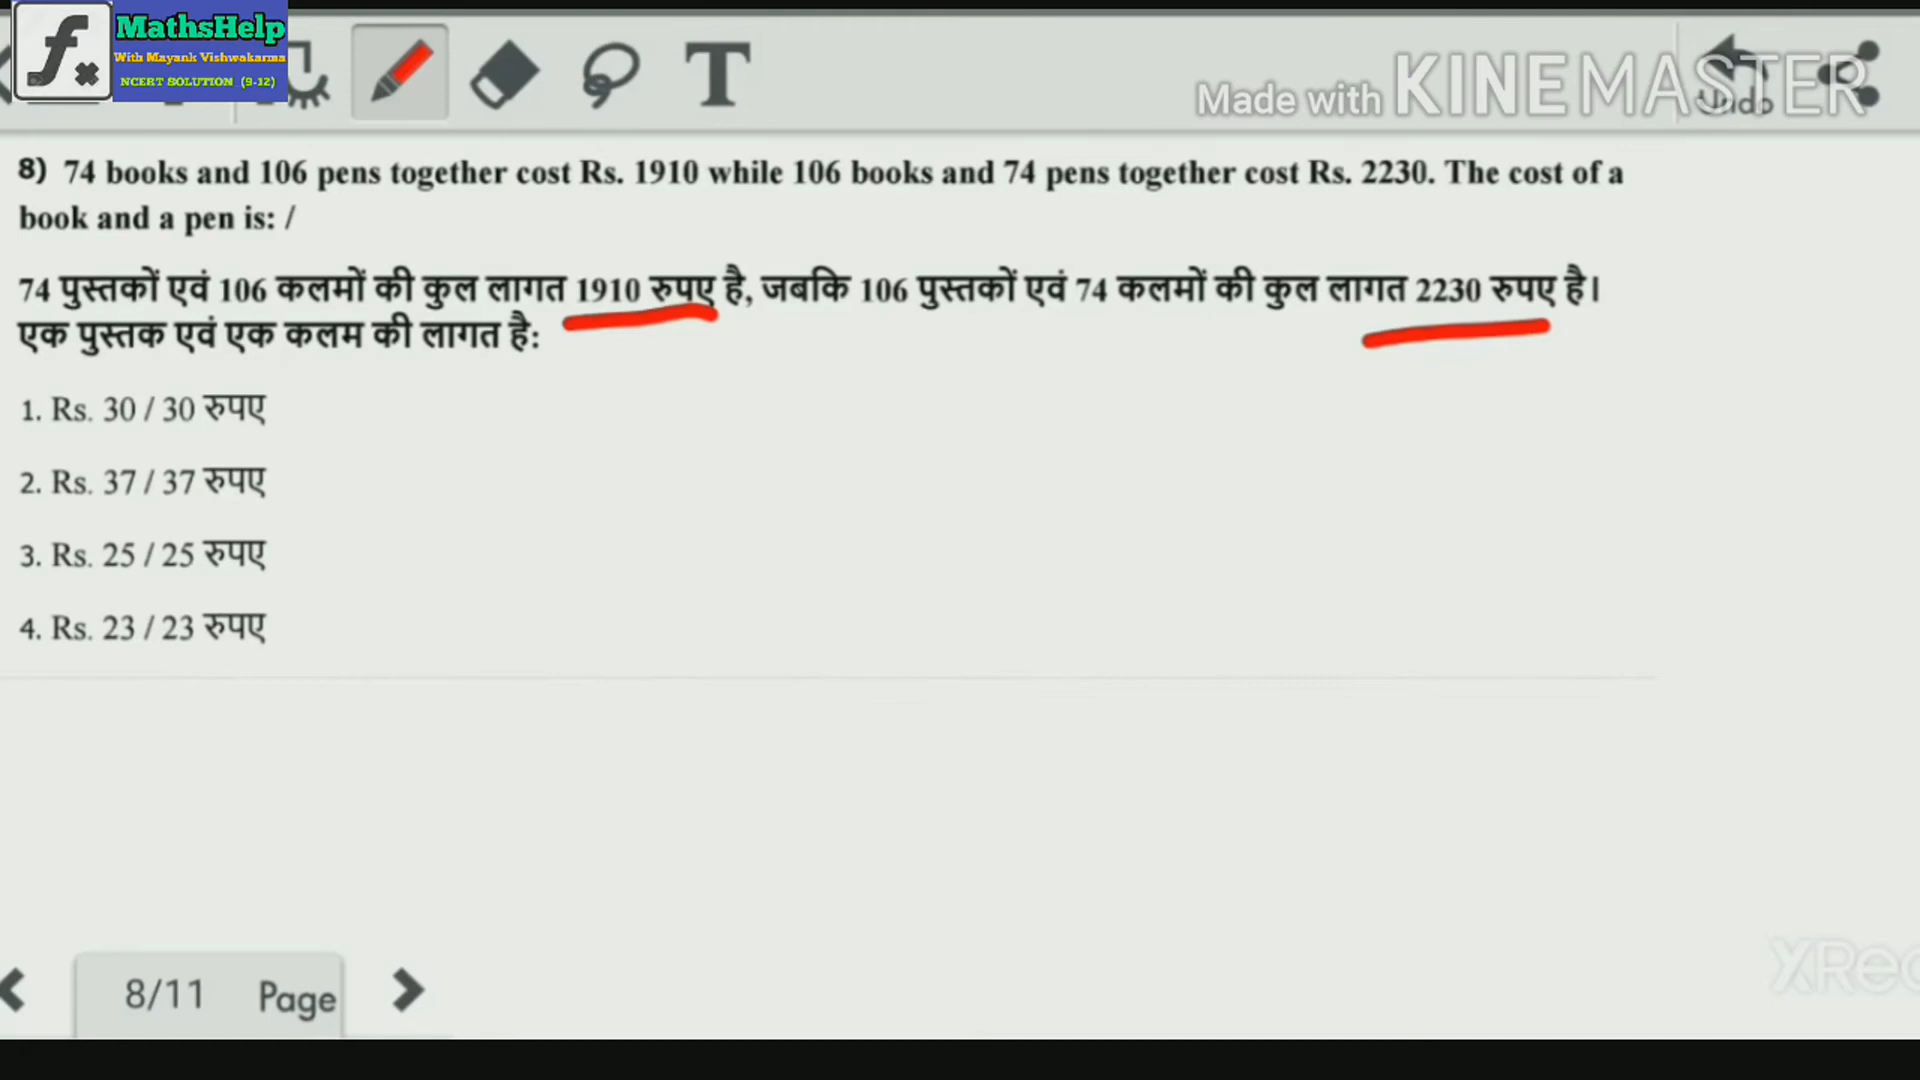 MathsHelp
With Mayank Vishwakarma
NCERT SOLUTION (9-12)
T
Made with KINEMASTER
Undo
8) 74 books and 106 pens together cost Rs. 1910 while 106 books and 74 pens together cost Rs. 2230. The cost of a
book and a pen is: /
74 पुस्तकों एवं 106 कलमों की कुल लागत 1910 रुपए है, जबकि 106 पुस्तकों एवं 74 कलमों की कुल लागत 2230 रुपए है।
एक पुस्तक एवं एक कलम की लागत है:
1. Rs. 30 / 30 रुपए
2. Rs. 37 / 37 रुपए
3. Rs. 25 / 25 रुपए
4. Rs. 23 / 23 रुपए
8/11 Page